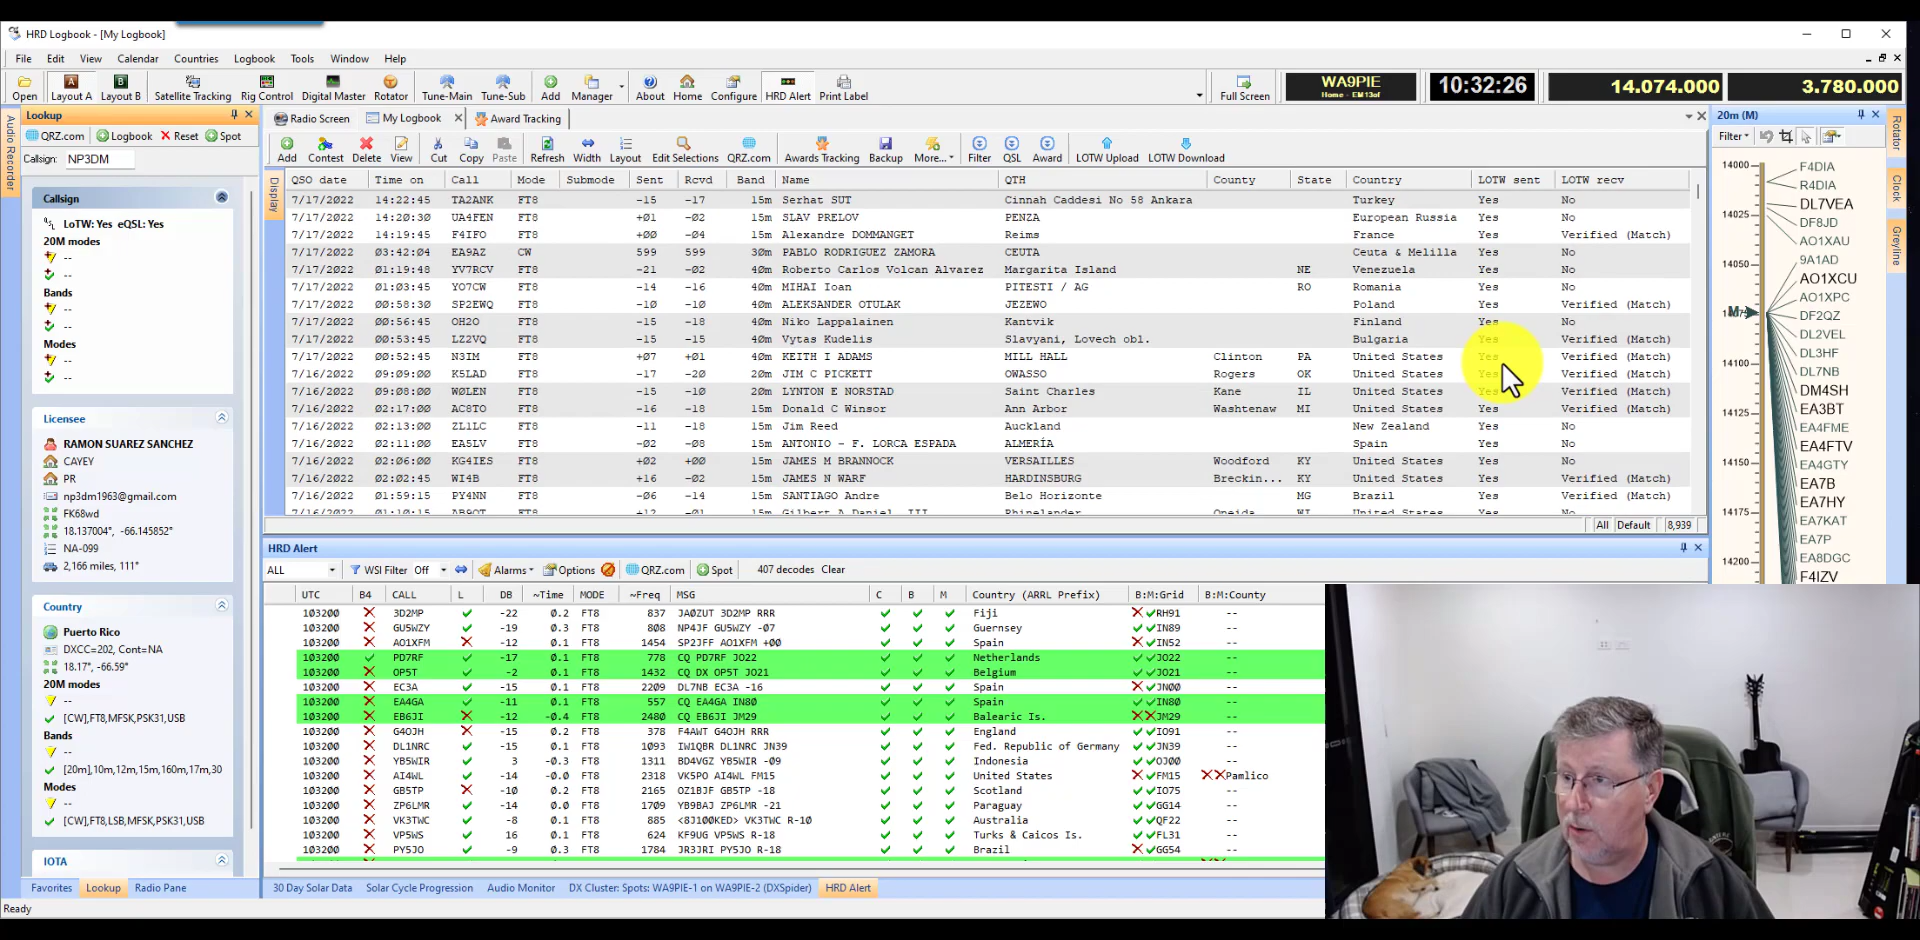 HRD Logbook - [My Logbook]
File Edit View Calendar Countries Logbook Tools Window Help
Open Layout A Layout B Satellite Tracking Rig Control Digital Master Rotator Tune-Main Tune-Sub Add Manager About Home Configure HRD Alert Print Label Full Screen
WA9PIE
Home - EM13of
10:32:26
14.074.000
3.780.000
Audio Recorder
Lookup
QRZ.com Logbook Reset Spot
Callsign: NP3DM
Callsign
LoTW: Yes eQSL: Yes
20M modes
--
--
Bands
--
--
Modes
--
--
Licensee
RAMON SUAREZ SANCHEZ
CAYEY
PR
np3dm1963@gmail.com
FK68wd
18.137004°, -66.145852°
NA-099
2,166 miles, 111°
Country
Puerto Rico
DXCC=202, Cont=NA
18.17°, -66.59°
20M modes
--
[CW],FT8,MFSK,PSK31,USB
Bands
--
[20m],10m,12m,15m,160m,17m,30
Modes
--
[CW],FT8,LSB,MFSK,PSK31,USB
IOTA
Favorites Lookup Radio Pane
Ready
Radio Screen My Logbook Award Tracking
Add Contest Delete View Cut Copy Paste Refresh Width Layout Edit Selections QRZ.com Awards Tracking Backup More... Filter QSL Award LOTW Upload LOTW Download
Display
QSO date Time on Call Mode Submode Sent Rcvd Band Name QTH County State Country LOTW sent LOTW recv
7/17/2022 14:22:45 TA2ANK FT8 -15 -17 15m Serhat SUT Cinnah Caddesi No 58 Ankara Turkey Yes No
7/17/2022 14:20:30 UA4FEN FT8 +01 -02 15m SLAV PRELOV PENZA European Russia Yes No
7/17/2022 14:19:45 F4IFO FT8 +00 -04 15m Alexandre DOMMANGET Reims France Yes Verified (Match)
7/17/2022 03:42:04 EA9AZ CW 599 599 30m PABLO RODRIGUEZ ZAMORA CEUTA Ceuta & Melilla Yes No
7/17/2022 01:19:48 YV7RCV FT8 -21 -02 40m Roberto Carlos Volcan Alvarez Margarita Island NE Venezuela Yes No
7/17/2022 01:03:45 YO7CW FT8 -14 -16 40m MIHAI Ioan PITESTI / AG RO Romania Yes No
7/17/2022 00:58:30 SP2EWQ FT8 -10 -10 40m ALEKSANDER OTULAK JEZEWO Poland Yes Verified (Match)
7/17/2022 00:56:45 OH2O FT8 -15 -18 40m Niko Lappalainen Kantvik Finland Yes No
7/17/2022 00:53:45 LZ2VQ FT8 -15 -15 40m Vytas Kudelis Slavyani, Lovech obl. Bulgaria Yes Verified (Match)
7/17/2022 00:52:45 N3IM FT8 +07 +01 40m KEITH I ADAMS MILL HALL Clinton PA United States Yes Verified (Match)
7/16/2022 09:09:00 K5LAD FT8 -17 -20 20m JIM C PICKETT OWASSO Rogers OK United States Yes Verified (Match)
7/16/2022 09:08:00 W0LEN FT8 -15 -10 20m LYNTON E NORSTAD Saint Charles Kane IL United States Yes Verified (Match)
7/16/2022 02:17:00 AC8TO FT8 -16 -18 15m Donald C Winsor Ann Arbor Washtenaw MI United States Yes Verified (Match)
7/16/2022 02:13:00 ZL1LC FT8 -11 -18 15m Jim Reed Auckland New Zealand Yes No
7/16/2022 02:11:00 EA5LV FT8 -02 -08 15m ANTONIO - F. LORCA ESPADA ALMERÍA Spain Yes No
7/16/2022 02:06:00 KG4IES FT8 +02 +00 15m JAMES M BRANNOCK VERSAILLES Woodford KY United States Yes No
7/16/2022 02:02:45 WI4B FT8 +16 -02 15m JAMES N WARF HARDINSBURG Breckin... KY United States Yes Verified (Match)
7/16/2022 01:59:15 PY4NN FT8 -06 -14 15m SANTIAGO Andre Belo Horizonte MG Brazil Yes Verified (Match)
7/16/2022 01:10:15 AB9OT FT8 +12 -01 15m Gilbert A Daniel, III Rhinelander Oneida WI United States Yes Verified (Match)
All Default 8,939
HRD Alert
ALL WSI Filter Off Alarms Options QRZ.com Spot 407 decodes Clear
UTC B4 CALL L DB ~Time MODE ~Freq MSG C B M Country (ARRL Prefix) B:M:Grid B:M:County
103200 3D2MP -22 0.2 FT8 837 JA0ZUT 3D2MP RRR Fiji RH91 --
103200 GU5WZY -19 0.3 FT8 808 NP4JF GU5WZY -07 Guernsey IN89 --
103200 AO1XFM -12 0.1 FT8 1454 SP2JFF AO1XFM +00 Spain IN52 --
103200 PD7RF -17 0.1 FT8 778 CQ PD7RF JO22 Netherlands JO22 --
103200 OP5T -2 0.1 FT8 1432 CQ DX OP5T JO21 Belgium JO21 --
103200 EC3A -15 0.1 FT8 2209 DL7NB EC3A -16 Spain JN00 --
103200 EA4GA -11 0.1 FT8 557 CQ EA4GA IN80 Spain IN80 --
103200 EB6JI -12 -0.4 FT8 2480 CQ EB6JI JM29 Balearic Is. JM29 --
103200 G4OJH -15 0.2 FT8 378 F4AWT G4OJH RRR England IO91 --
103200 DL1NRC -15 0.1 FT8 1093 IW1QBR DL1NRC JN39 Fed. Republic of Germany JN39 --
103200 YB5WIR 3 -0.3 FT8 1311 BD4VGZ YB5WIR -09 Indonesia OJ00 --
103200 AI4WL -14 -0.0 FT8 2318 VK5PO AI4WL FM15 United States FM15 Pamlico
103200 GB5TP -10 0.2 FT8 2165 OZ1BJF GB5TP -18 Scotland IO75 --
103200 ZP6LMR -14 0.0 FT8 1709 YB9BAJ ZP6LMR -21 Paraguay GG14 --
103200 VK3TWC -8 0.1 FT8 885 <8J100KED> VK3TWC R-10 Australia QF22 --
103200 VP5WS 16 0.1 FT8 624 KF9UG VP5WS R-18 Turks & Caicos Is. FL31 --
103200 PY5JO -9 0.3 FT8 1784 JR3JRI PY5JO R-18 Brazil GG54 --
30 Day Solar Data Solar Cycle Progression Audio Monitor DX Cluster: Spots: WA9PIE-1 on WA9PIE-2 (DXSpider) HRD Alert
20m (M)
Filter
14000
14025
14050
14100
14125
14150
14175
14200
F4DIA
R4DIA
DL7VEA
DF8JD
AO1XAU
9A1AD
AO1XCU
AO1XPC
DF2QZ
DL2VEL
DL3HF
DL7NB
DM4SH
EA3BT
EA4FME
EA4FTV
EA4GTY
EA7B
EA7HY
EA7KAT
EA7P
EA8DGC
F4IZV
Rotator
Clock
Greyline